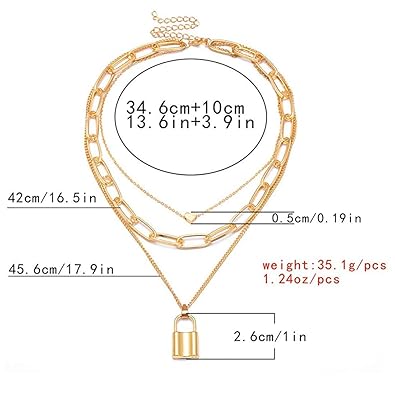 34.6cm+10cm
13.6in+3.9in
42cm/16.5in
0.5cm/0.19in
45.6cm/17.9in
weight:35.1g/pcs
1.24oz/pcs
2.6cm/1in